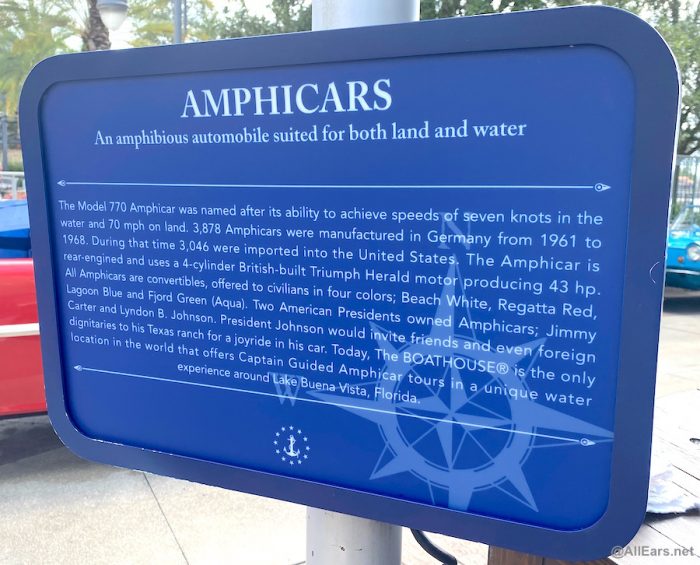 AMPHICARS
An amphibious automobile suited for both land and water
The Model 770 Amphicar was named after its ability to achieve speeds of seven knots in the
water and 70 mph on land. 3,878 Amphicars were manufactured in Germany from 1961 to
1968. During that time 3,046 were imported into the United States. The Amphicar is
rear-engined and uses a 4-cylinder British-built Triumph Herald motor producing 43 hp.
All Amphicars are convertibles, offered to civilians in four colors; Beach White, Regatta Red,
Lagoon Blue and Fjord Green (Aqua). Two American Presidents owned Amphicars; Jimmy
Carter and Lyndon B. Johnson. President Johnson would invite friends and even foreign
dignitaries to his Texas ranch for a joyride in his car. Today, The BOATHOUSE® is the only
location in the world that offers Captain Guided Amphicar tours in a unique water
experience around Lake Buena Vista, Florida.
W
@AllEars.net